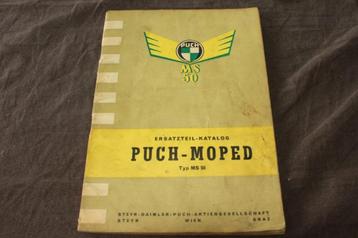 PUCH
MS
50
ERSATZTEIL-KATALOG
PUCH-MOPED
Typ MS 50
STEYR-DAIMLER-PUCH-AKTIENGESELLSCHAFT
STEYR WIEN GRAZ